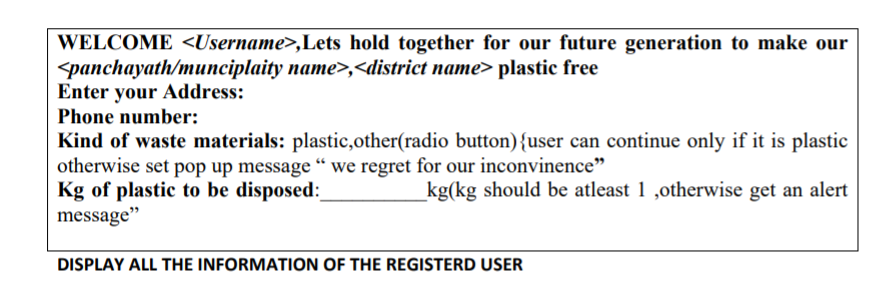 WELCOME <Username>,Lets hold together for our future generation to make our
<panchayath/munciplaity name>,<district name> plastic free
Enter your Address:
Phone number:
Kind of waste materials: plastic,other(radio button){user can continue only if it is plastic
otherwise set pop up message “ we regret for our inconvinence”
Kg of plastic to be disposed:___________kg(kg should be atleast 1 ,otherwise get an alert
message”
DISPLAY ALL THE INFORMATION OF THE REGISTERD USER